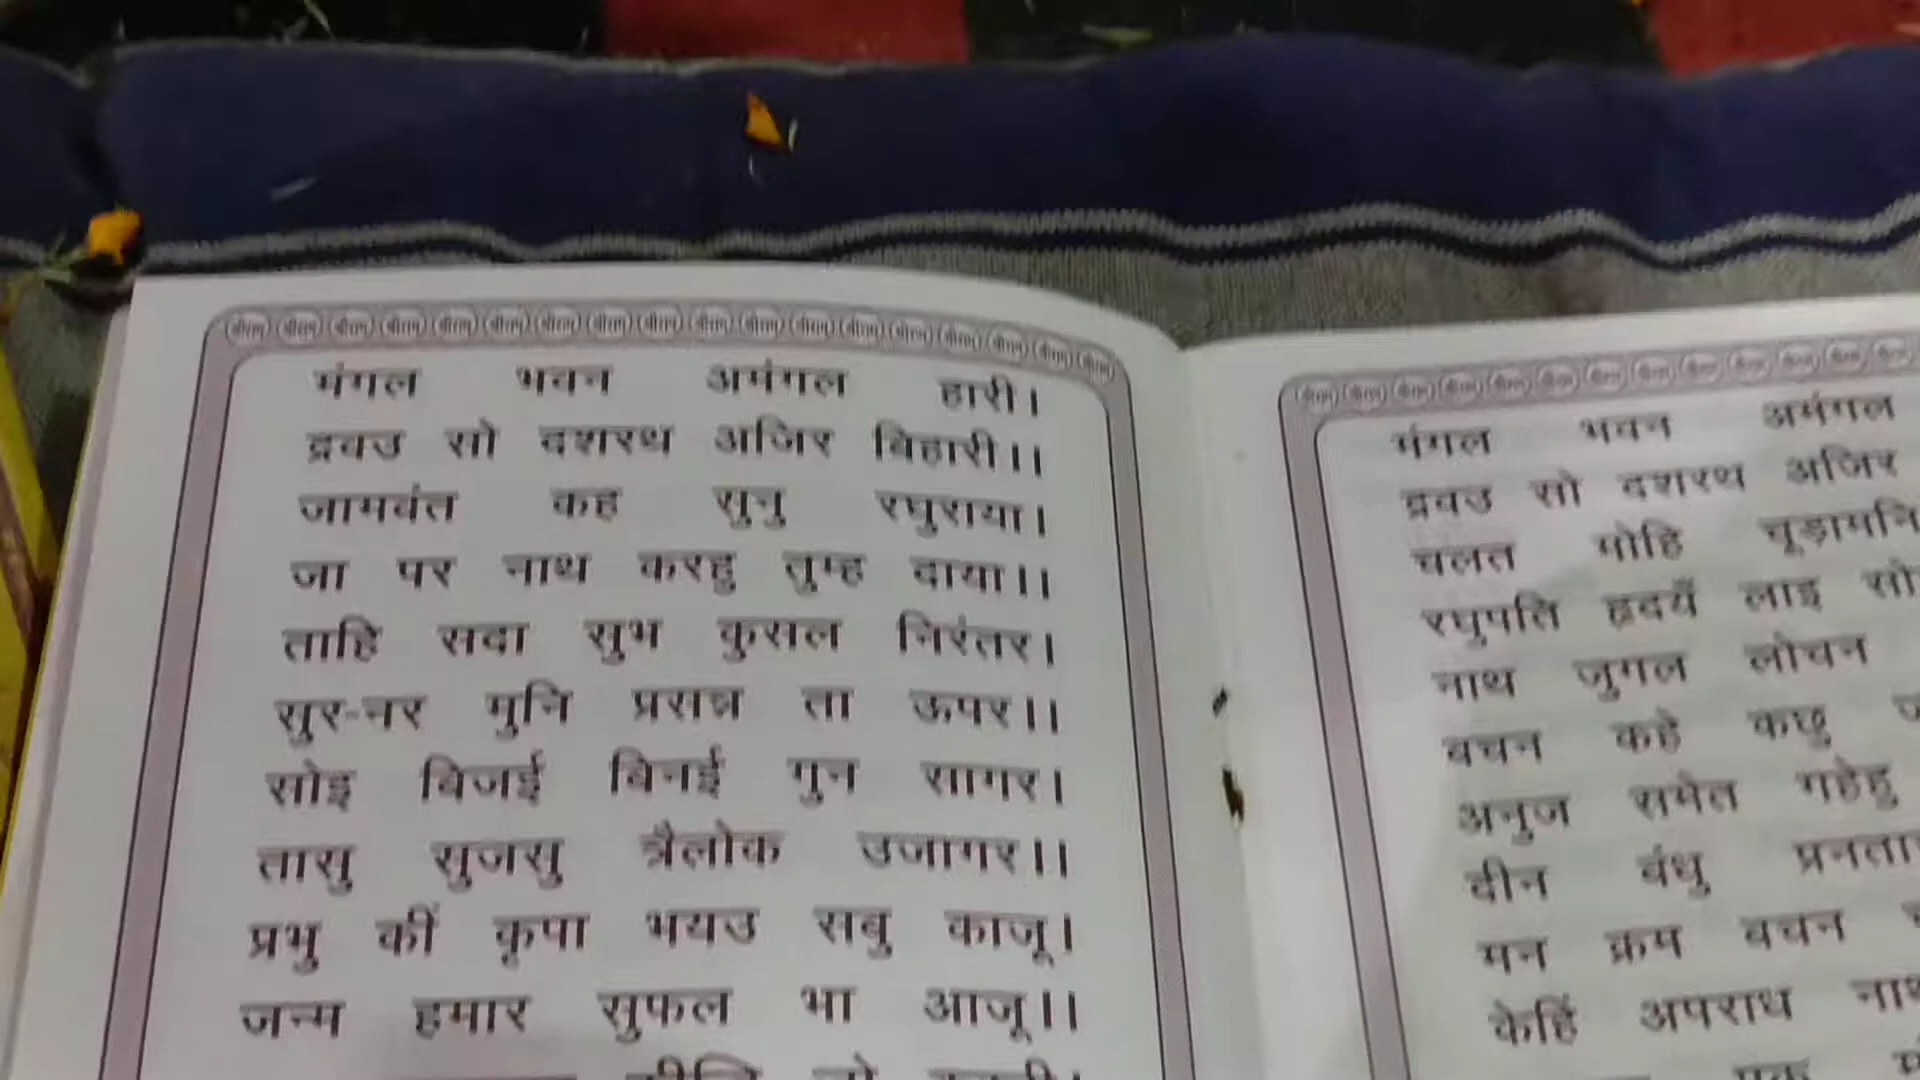 मंगल भवन अमंगल हारी।
द्रवउ सो दशरथ अजिर बिहारी।।
जामवंत कह सुनु रघुराया।
जा पर नाथ करहु तुम्ह दाया।।
ताहि सदा सुभ कुसल निरंतर।
सुर-नर मुनि प्रसन्न ता ऊपर।।
सोइ बिजई बिनई गुन सागर।
तासु सुजसु त्रैलोक उजागर।।
प्रभु कीं कृपा भयउ सबु काजू।
जन्म हमार सुफल भा आजू।।
मंगल भवन अमंगल
द्रवउ सो दशरथ अजिर
चलत मोहि चूड़ामनि
रघुपति हृदयँ लाइ
नाथ जुगल लोचन
बचन कहे कछु
अनुज समेत गहेहु
दीन बंधु
मन क्रम बचन
केहिं अपराध